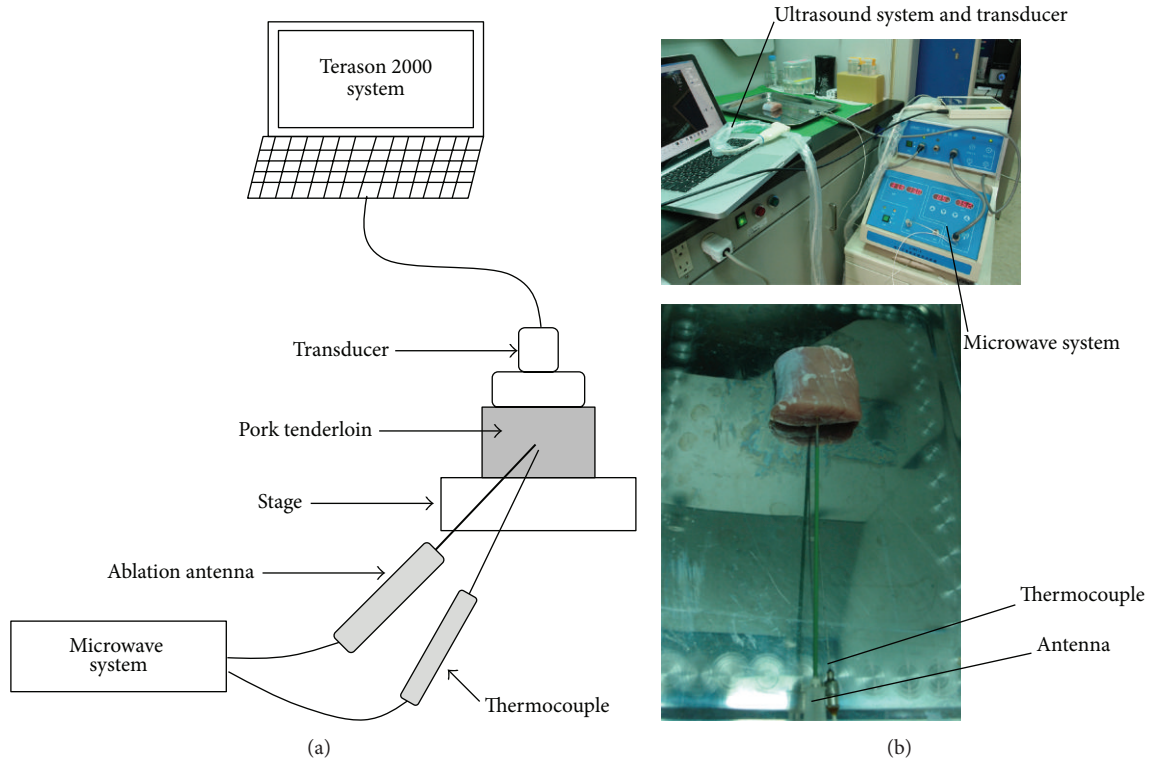 Terason 2000
system
Transducer
Pork tenderloin
Stage
Ablation antenna
Microwave
system
Thermocouple
(a)
Ultrasound system and transducer
Microwave system
Thermocouple
Antenna
(b)